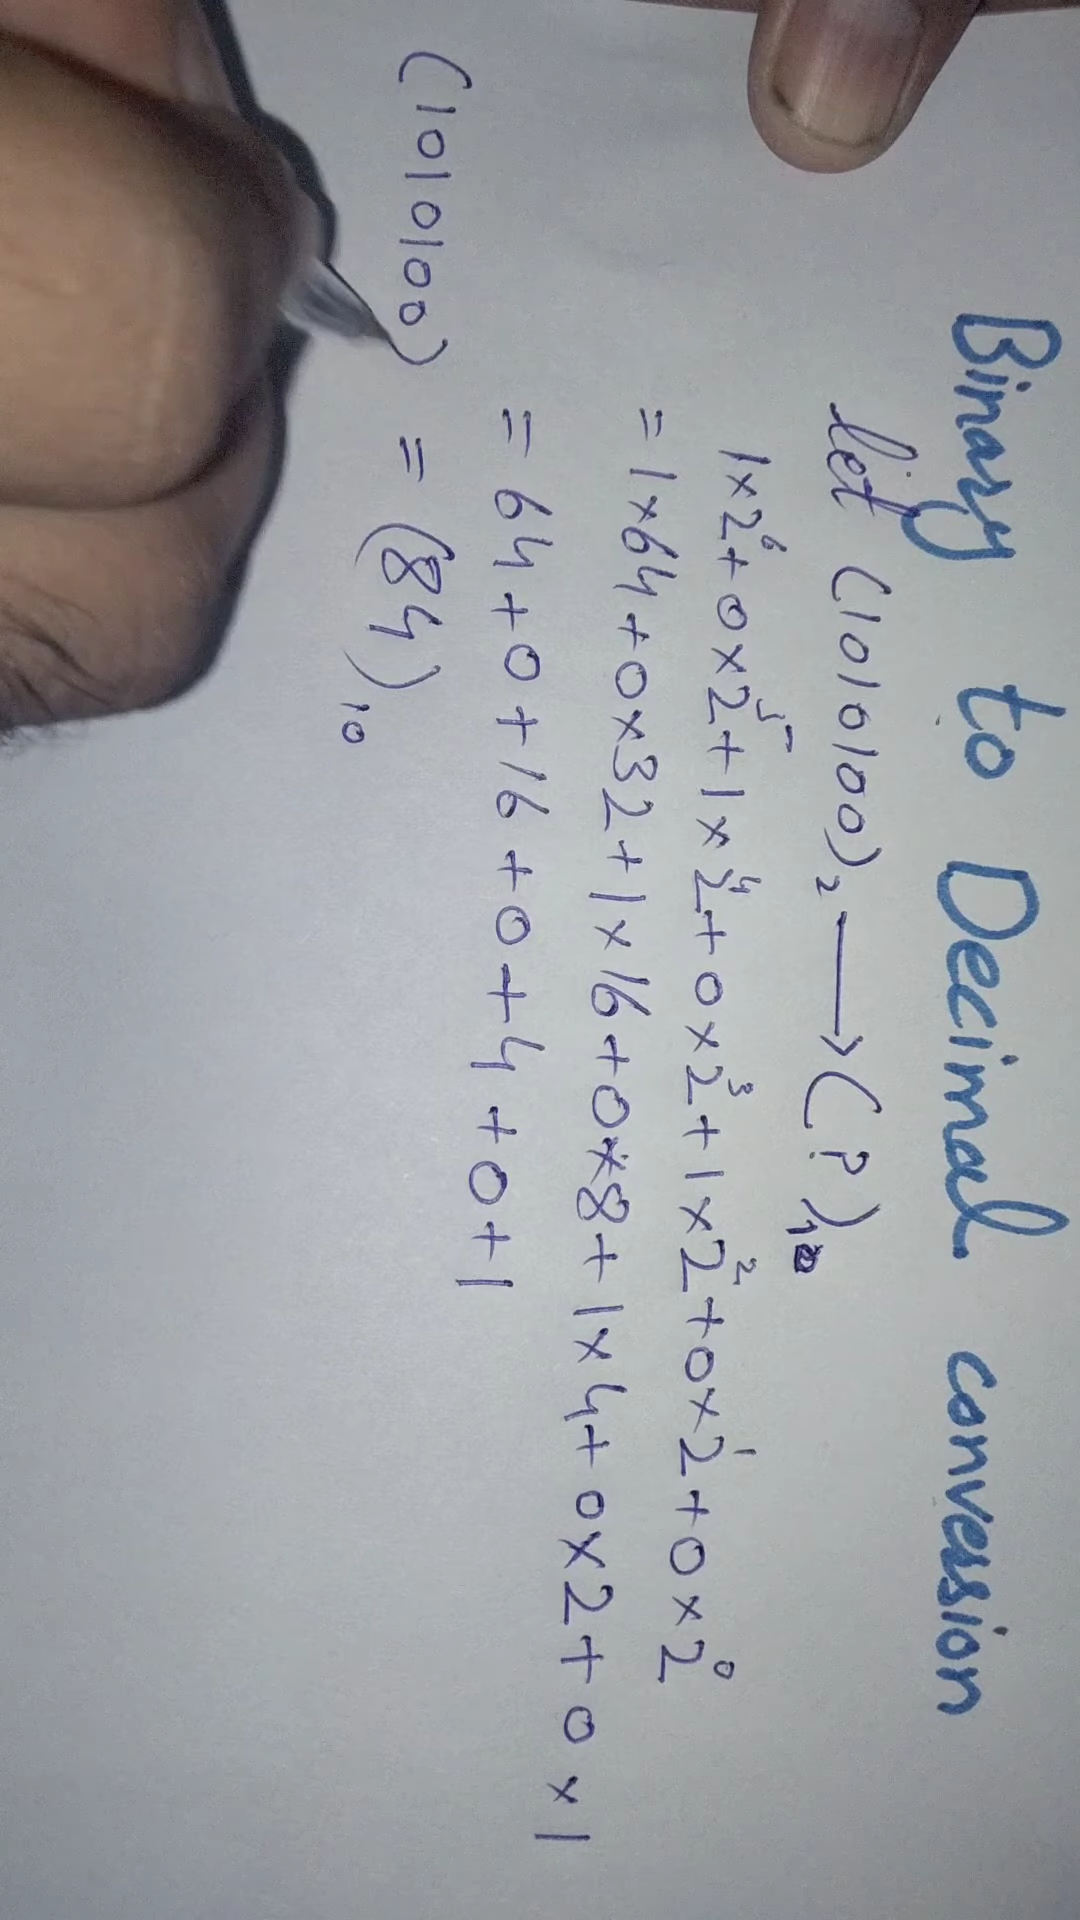 Binary to Decimal conversion
let (1010100)₂ → (?)₁₀
1×2⁶+0×2⁵+1×2⁴+0×2³+1×2²+0×2¹+0×2⁰
=1×64+0×32+1×16+0×8+1×4+0×2+0×1
=64+0+16+0+4+0+1
(1010100) = (84)₁₀